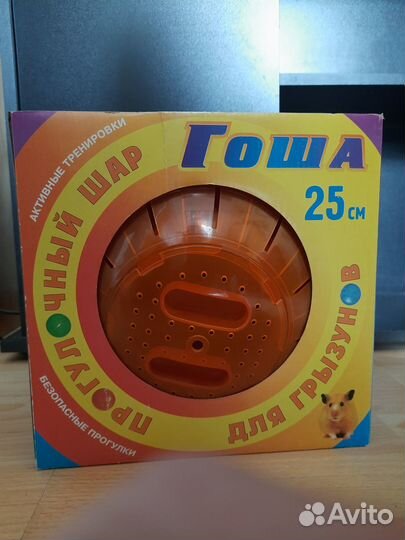 АКТИВНЫЕ ТРЕНИРОВКИ
ГОША
25 см
ПРОГУЛОЧНЫЙ ШАР
ДЛЯ ГРЫЗУНОВ
БЕЗОПАСНЫЕ ПРОГУЛКИ
Avito